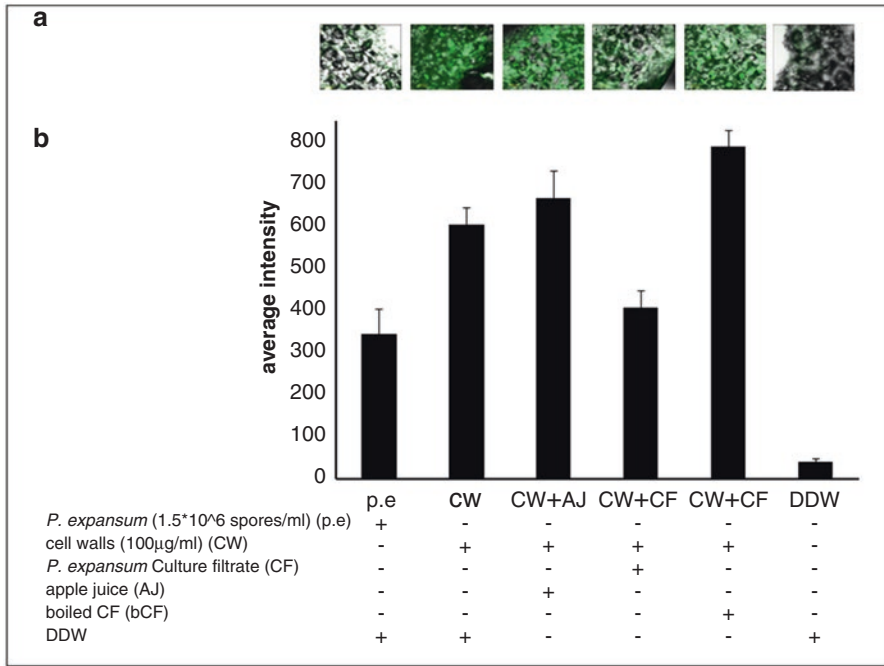 a
b
average intensity
800
700
600
500
400
300
200
100
0
p.e CW CW+AJ CW+CF CW+CF DDW
P. expansum (1.5*10^6 spores/ml) (p.e) + - - - - -
cell walls (100µg/ml) (CW) - + + + + -
P. expansum Culture filtrate (CF) - - - + - -
apple juice (AJ) - - + - - -
boiled CF (bCF) - - - - + -
DDW + + - - - +